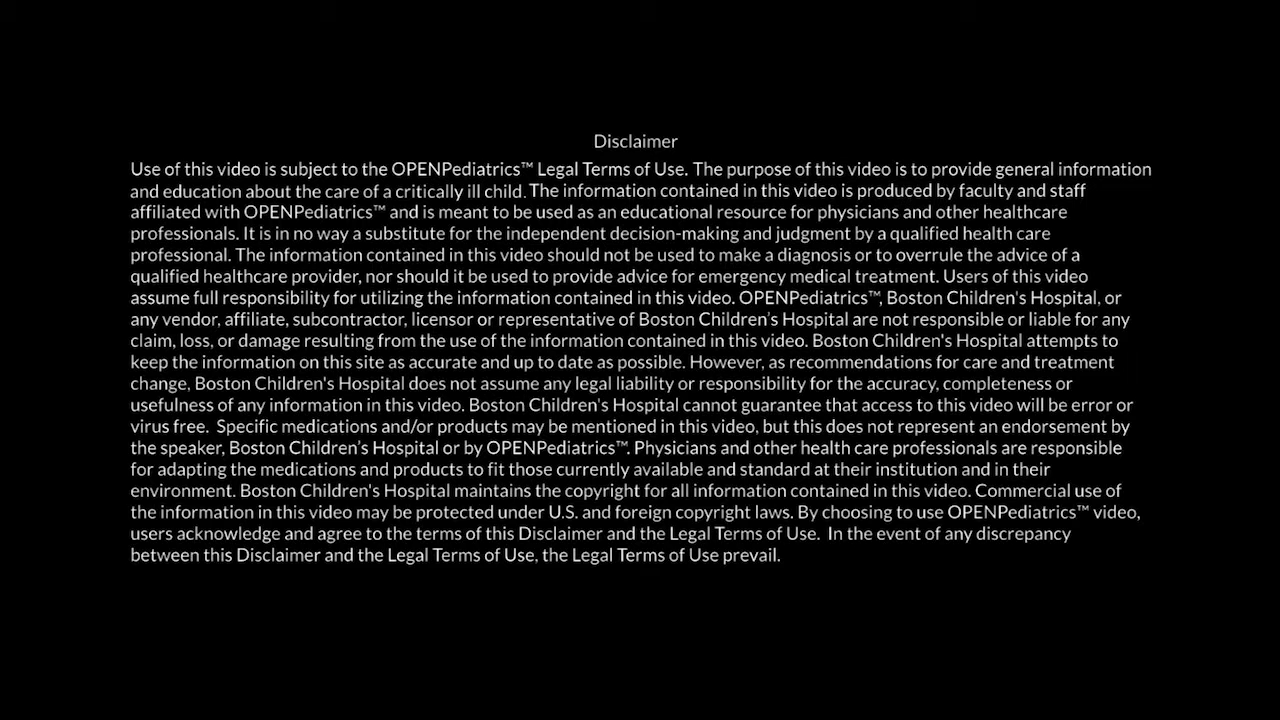 Disclaimer
Use of this video is subject to the OPENPediatrics™ Legal Terms of Use. The purpose of this video is to provide general information
and education about the care of a critically ill child. The information contained in this video is produced by faculty and staff
affiliated with OPENPediatrics™ and is meant to be used as an educational resource for physicians and other healthcare
professionals. It is in no way a substitute for the independent decision-making and judgment by a qualified health care
professional. The information contained in this video should not be used to make a diagnosis or to overrule the advice of a
qualified healthcare provider, nor should it be used to provide advice for emergency medical treatment. Users of this video
assume full responsibility for utilizing the information contained in this video. OPENPediatrics™, Boston Children's Hospital, or
any vendor, affiliate, subcontractor, licensor or representative of Boston Children’s Hospital are not responsible or liable for any
claim, loss, or damage resulting from the use of the information contained in this video. Boston Children's Hospital attempts to
keep the information on this site as accurate and up to date as possible. However, as recommendations for care and treatment
change, Boston Children's Hospital does not assume any legal liability or responsibility for the accuracy, completeness or
usefulness of any information in this video. Boston Children's Hospital cannot guarantee that access to this video will be error or
virus free.  Specific medications and/or products may be mentioned in this video, but this does not represent an endorsement by
the speaker, Boston Children’s Hospital or by OPENPediatrics™. Physicians and other health care professionals are responsible
for adapting the medications and products to fit those currently available and standard at their institution and in their
environment. Boston Children's Hospital maintains the copyright for all information contained in this video. Commercial use of
the information in this video may be protected under U.S. and foreign copyright laws. By choosing to use OPENPediatrics™ video,
users acknowledge and agree to the terms of this Disclaimer and the Legal Terms of Use.  In the event of any discrepancy
between this Disclaimer and the Legal Terms of Use, the Legal Terms of Use prevail.